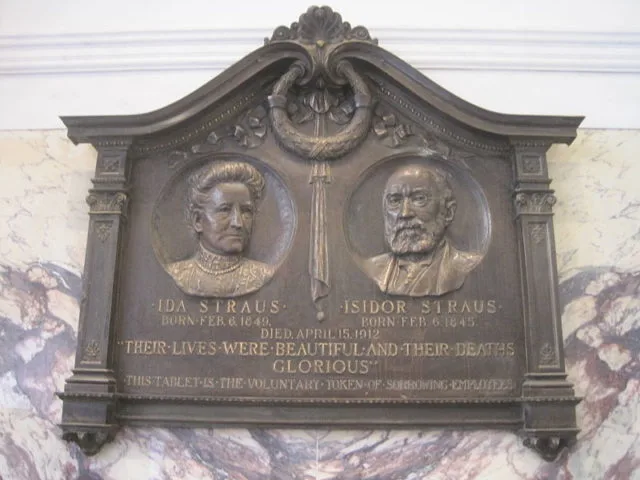 ·IDA STRAUS·
BORN·FEB. 6. 1849.
·ISIDOR STRAUS·
BORN·FEB. 6. 1845.
DIED, APRIL 15. 1912
"THEIR·LIVES·WERE·BEAUTIFUL·AND·THEIR·DEATHS
GLORIOUS"
·THIS·TABLET·IS·THE·VOLUNTARY·TOKEN·OF·SORROWING·EMPLOYEES